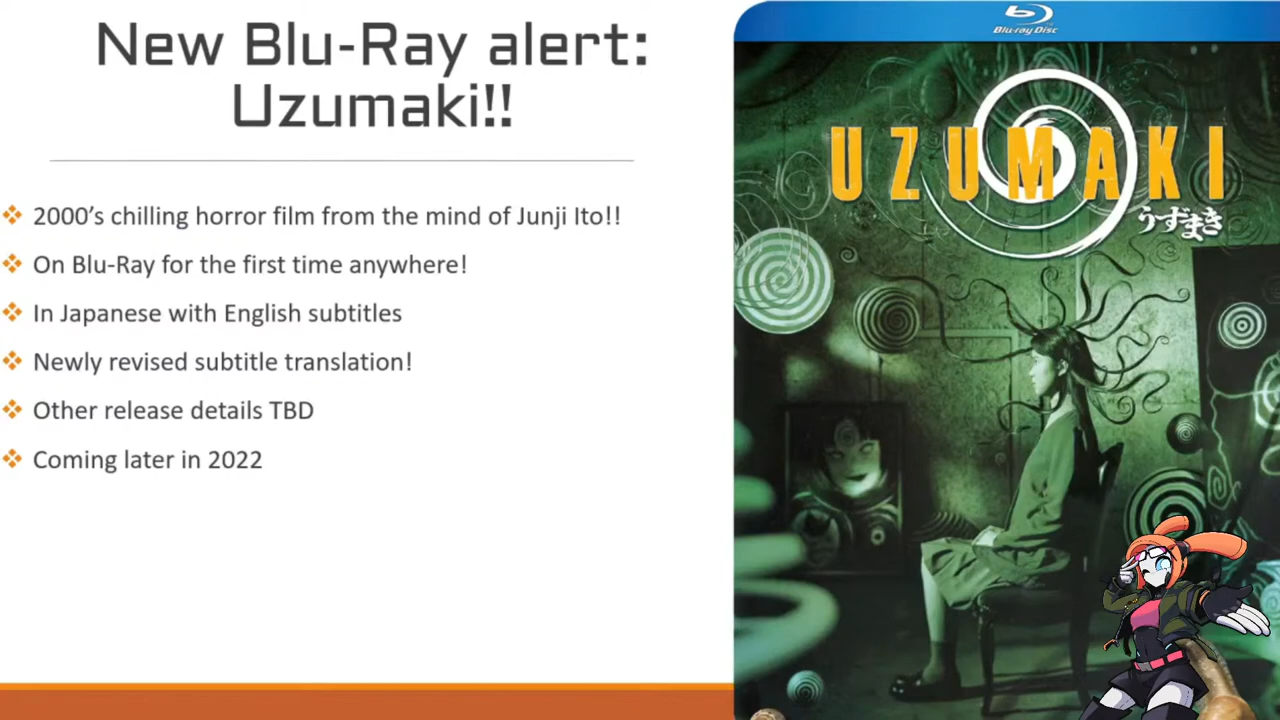 New Blu-Ray alert:
Uzumaki!!
2000's chilling horror film from the mind of Junji Ito!!
On Blu-Ray for the first time anywhere!
In Japanese with English subtitles
Newly revised subtitle translation!
Other release details TBD
Coming later in 2022
Blu-ray Disc
UZUMAKI
うずまき